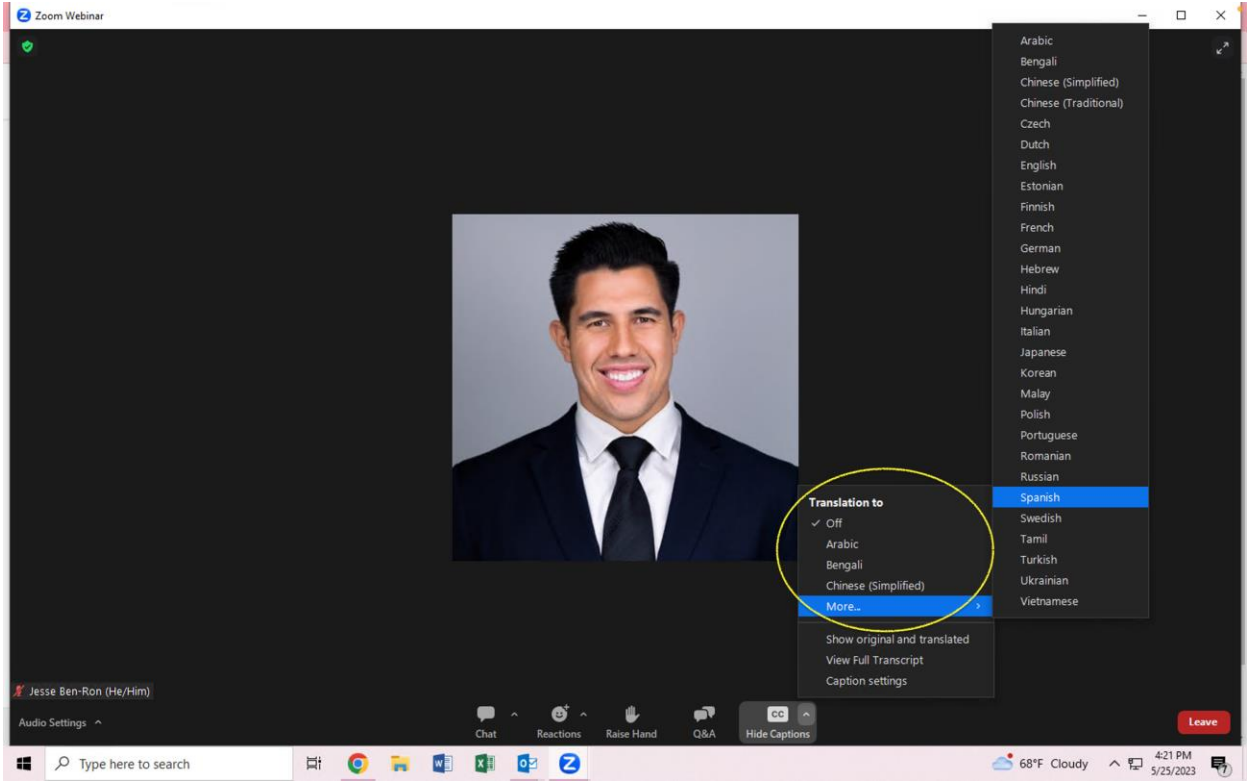 Zoom Webinar
Arabic
Bengali
Chinese (Simplified)
Chinese (Traditional)
Czech
Dutch
English
Estonian
Finnish
French
German
Hebrew
Hindi
Hungarian
Italian
Japanese
Korean
Malay
Polish
Portuguese
Romanian
Russian
Spanish
Swedish
Tamil
Turkish
Ukrainian
Vietnamese
Translation to
Off
Arabic
Bengali
Chinese (Simplified)
More...
Show original and translated
View Full Transcript
Caption settings
Jesse Ben-Ron (He/Him)
Audio Settings
Chat
Reactions
Raise Hand
Q&A
CC
Hide Captions
Leave
Type here to search
68°F Cloudy
4:21 PM
5/25/2023